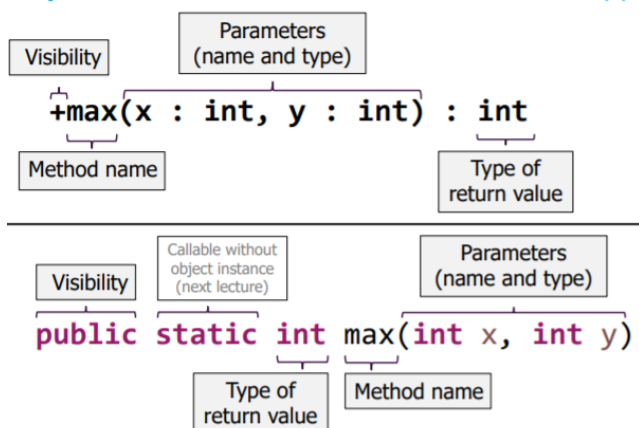 Parameters
(name and type)
Visibility
+max(x : int, y : int) : int
Method name
Type of
return value
Callable without
object instance
(next lecture)
Parameters
(name and type)
Visibility
public static int max(int x, int y)
Type of
return value
Method name